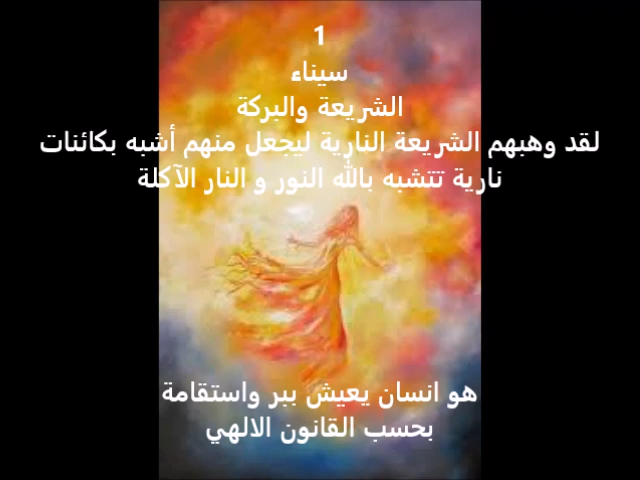 1
سيناء
الشريعة والبركة
لقد وهبهم الشريعة النارية ليجعل منهم أشبه بكائنات
نارية تتشبه بالله النور و النار الآكلة
هو انسان يعيش ببر واستقامة
بحسب القانون الالهي